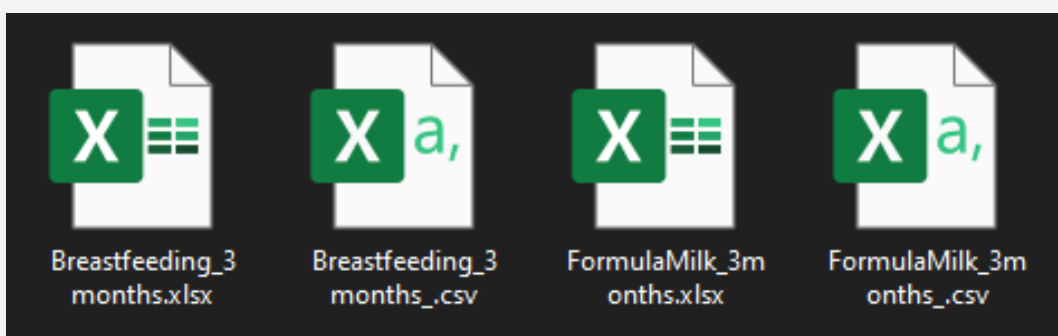 X
X a,
X
X a,
Breastfeeding_3
months.xlsx
Breastfeeding_3
months_.csv
FormulaMilk_3m
onths.xlsx
FormulaMilk_3m
onths_.csv